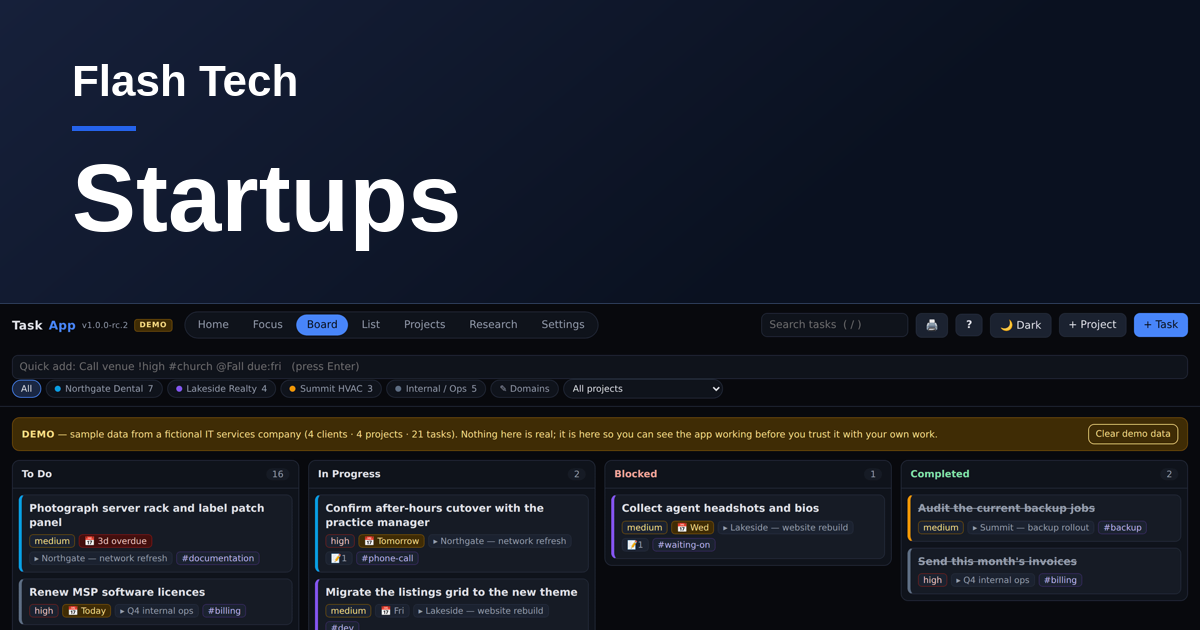 Flash Tech
Startups
Task App v1.0.0-rc.2 DEMO Home Focus Board List Projects Research Settings Search tasks ( / ) ? Dark + Project + Task
Quick add: Call venue !high #church @Fall due:fri (press Enter)
All Northgate Dental 7 Lakeside Realty 4 Summit HVAC 3 Internal / Ops 5 ✎ Domains All projects
DEMO — sample data from a fictional IT services company (4 clients · 4 projects · 21 tasks). Nothing here is real; it is here so you can see the app working before you trust it with your own work. Clear demo data
To Do 16
Photograph server rack and label patch
panel
medium 3d overdue
▸ Northgate — network refresh #documentation
Renew MSP software licences
high Today ▸ Q4 internal ops #billing
In Progress 2
Confirm after-hours cutover with the
practice manager
high Tomorrow ▸ Northgate — network refresh
1 #phone-call
Migrate the listings grid to the new theme
medium Fri ▸ Lakeside — website rebuild
#dev
Blocked 1
Collect agent headshots and bios
medium Wed ▸ Lakeside — website rebuild
1 #waiting-on
Completed 2
Audit the current backup jobs
medium ▸ Summit — backup rollout #backup
Send this month's invoices
high ▸ Q4 internal ops #billing